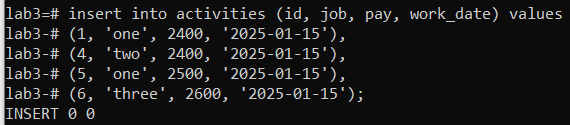 lab3=# insert into activities (id, job, pay, work_date) values
lab3-# (1, 'one', 2400, '2025-01-15'),
lab3-# (4, 'two', 2400, '2025-01-15'),
lab3-# (5, 'one', 2500, '2025-01-15'),
lab3-# (6, 'three', 2600, '2025-01-15');
INSERT 0 0